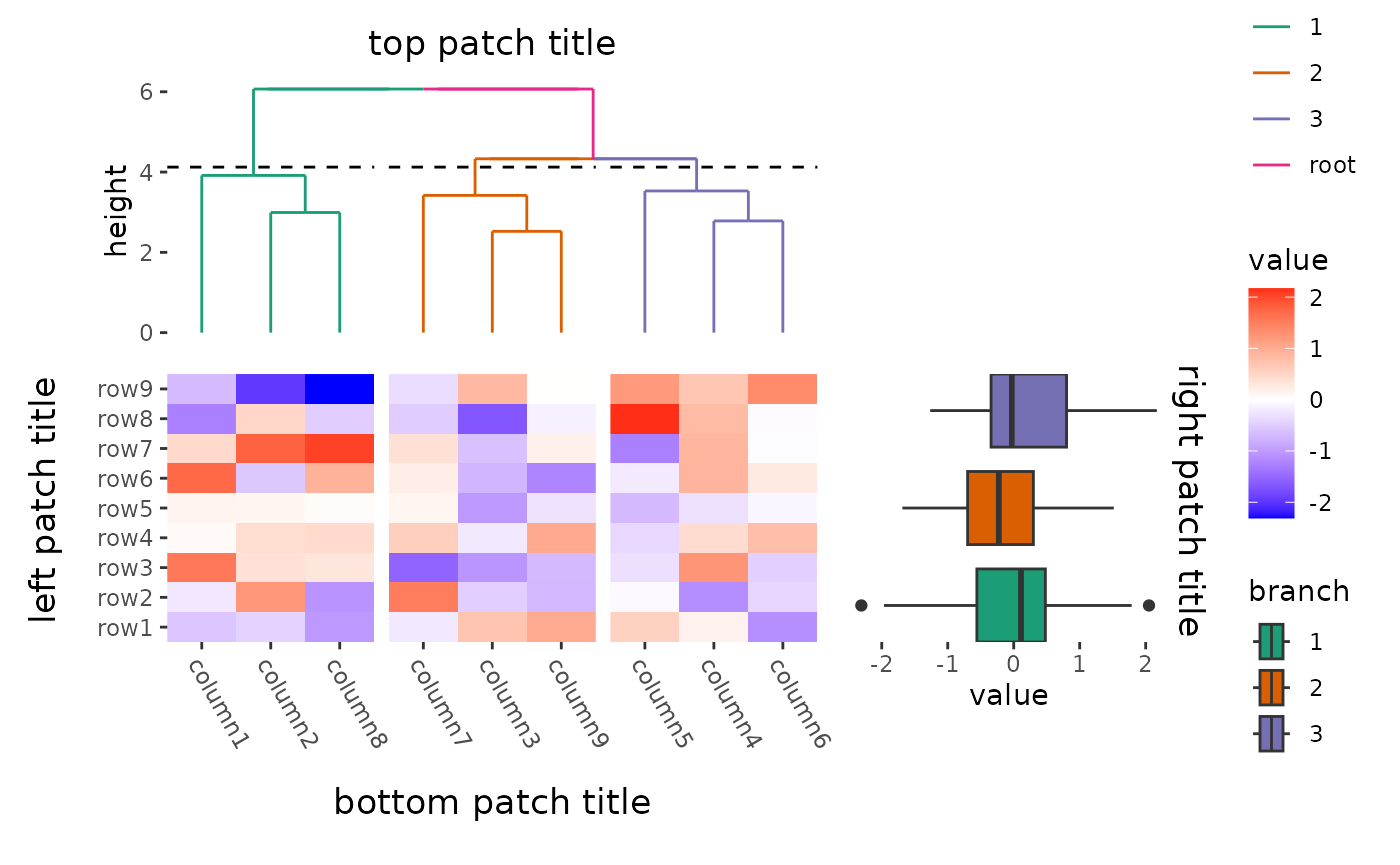 top patch title
6
4
2
0
height
1
2
3
root
value
2
1
0
-1
-2
left patch title
row9
row8
row7
row6
row5
row4
row3
row2
row1
column1
column2
column8
column7
column3
column9
column5
column4
column6
bottom patch title
-2
-1
0
1
2
value
right patch title
branch
1
2
3